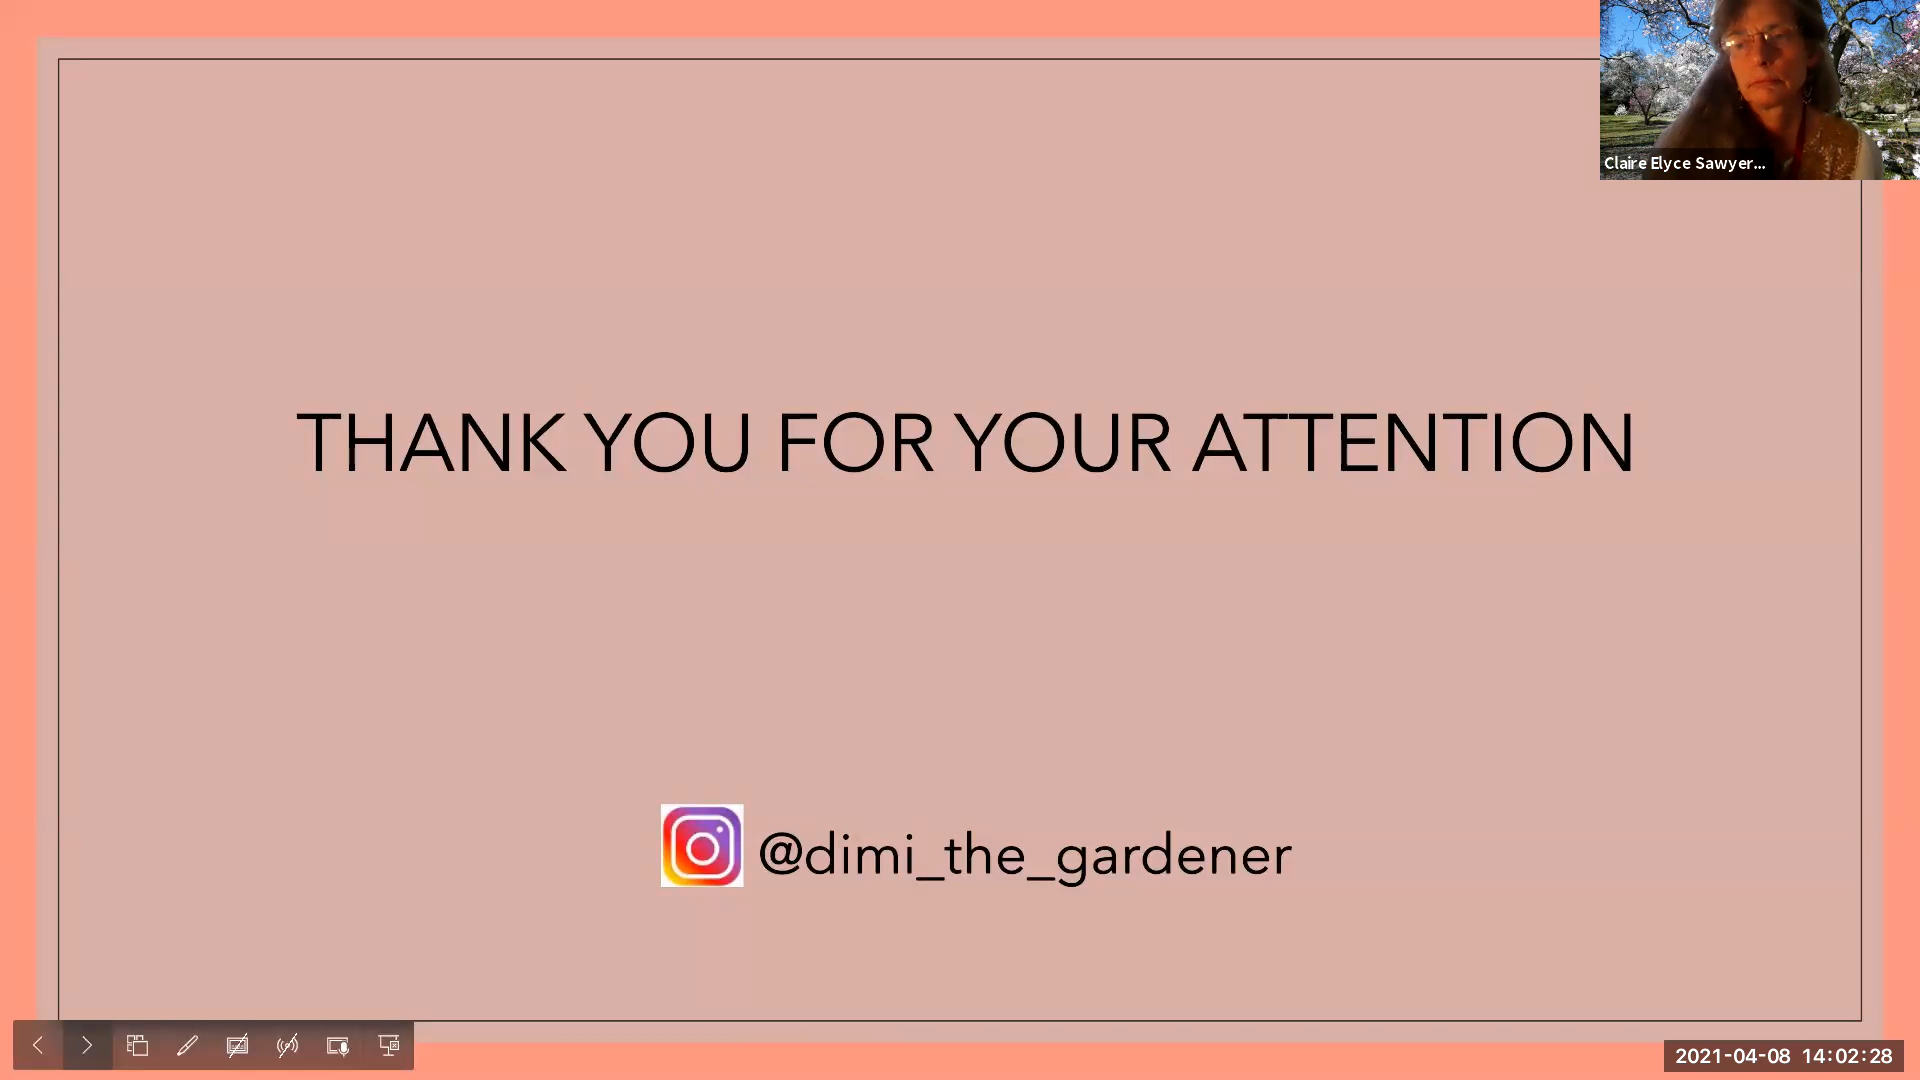 Claire Elyce Sawyer...
THANK YOU FOR YOUR ATTENTION
@dimi_the_gardener
2021-04-08 14:02:28